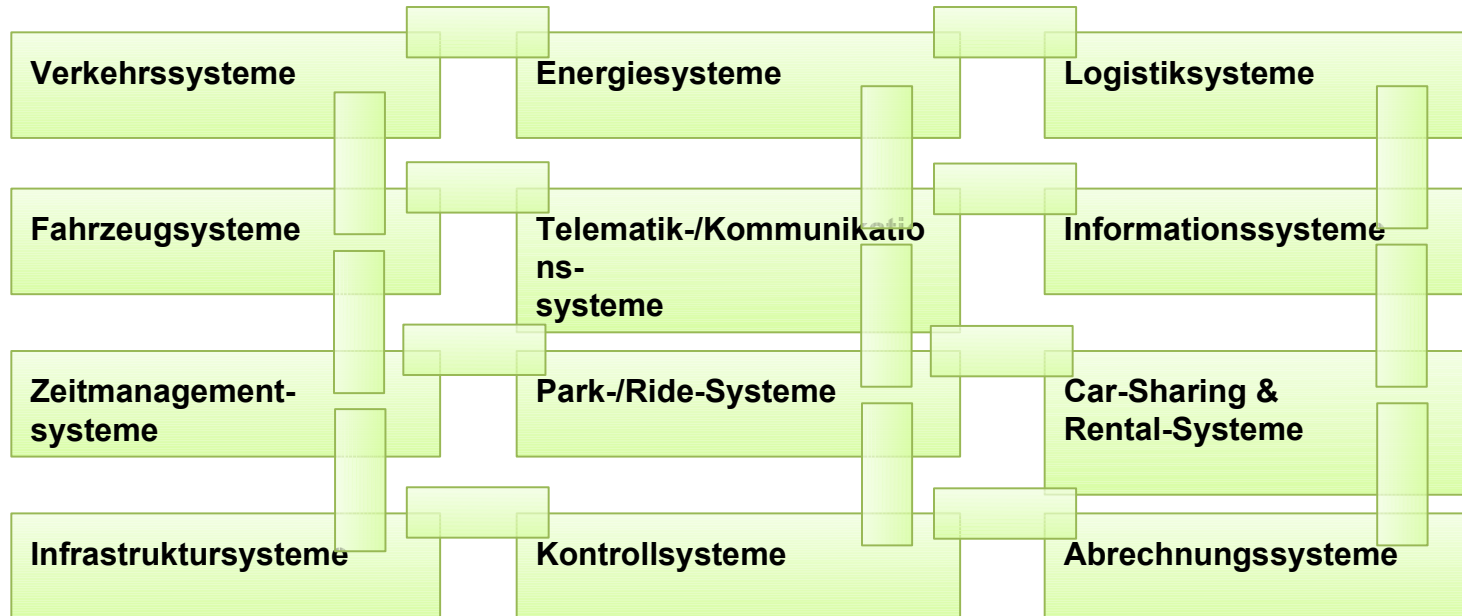 Verkehrssysteme
Energiesysteme
Logistiksysteme
Fahrzeugsysteme
Telematik-/Kommunikatio
ns-
systeme
Informationssysteme
Zeitmanagement-
systeme
Park-/Ride-Systeme
Car-Sharing &
Rental-Systeme
Infrastruktursysteme
Kontrollsysteme
Abrechnungssysteme